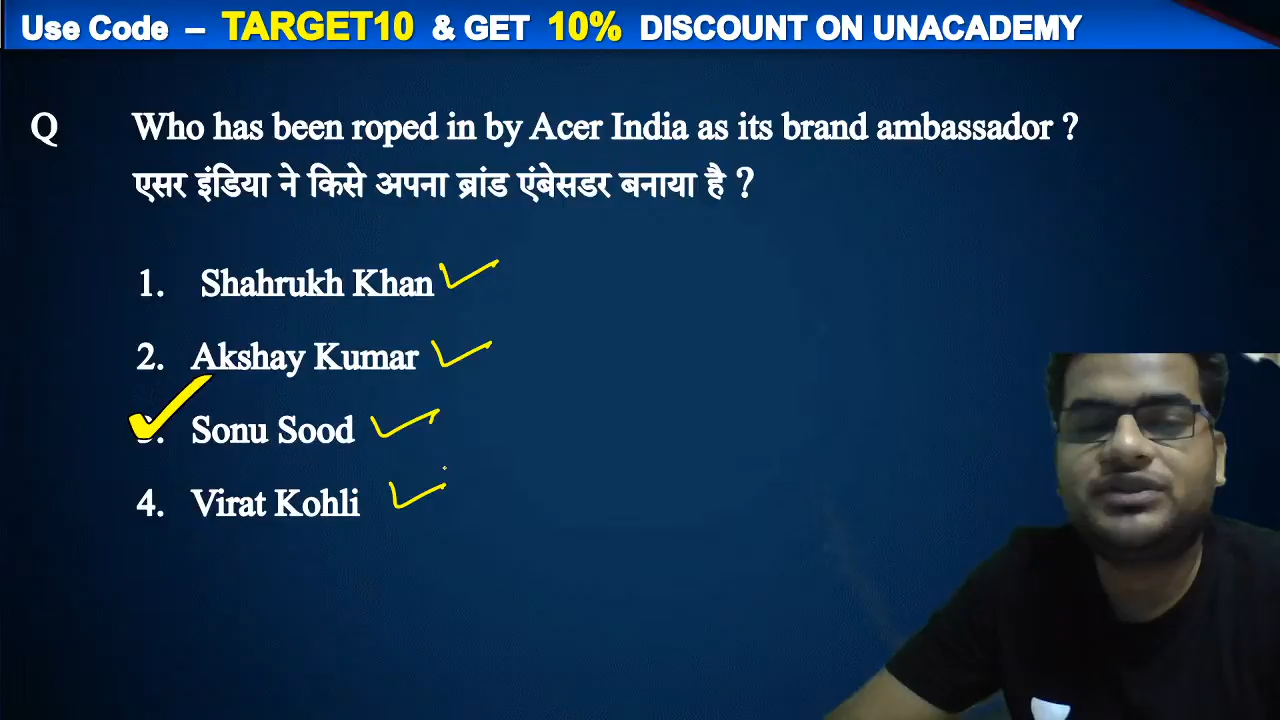 Use Code – TARGET10 & GET 10% DISCOUNT ON UNACADEMY
Q Who has been roped in by Acer India as its brand ambassador ?
एसर इंडिया ने किसे अपना ब्रांड एंबेसडर बनाया है ?
1. Shahrukh Khan
2. Akshay Kumar
3. Sonu Sood
4. Virat Kohli